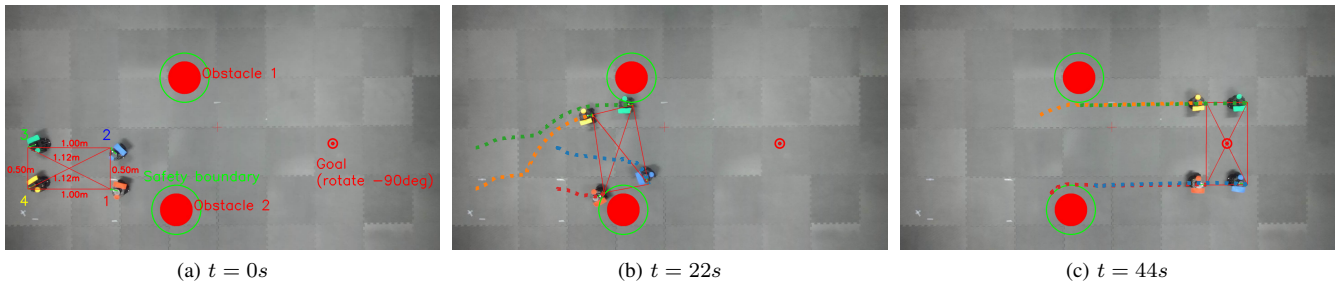 Obstacle 1
3
2
1.00m
1.12m
0.50m
0.50m
1.12m
1.00m
4
1
Safety boundary
Obstacle 2
Goal
(rotate −90deg)
(a) t = 0s
(b) t = 22s
(c) t = 44s